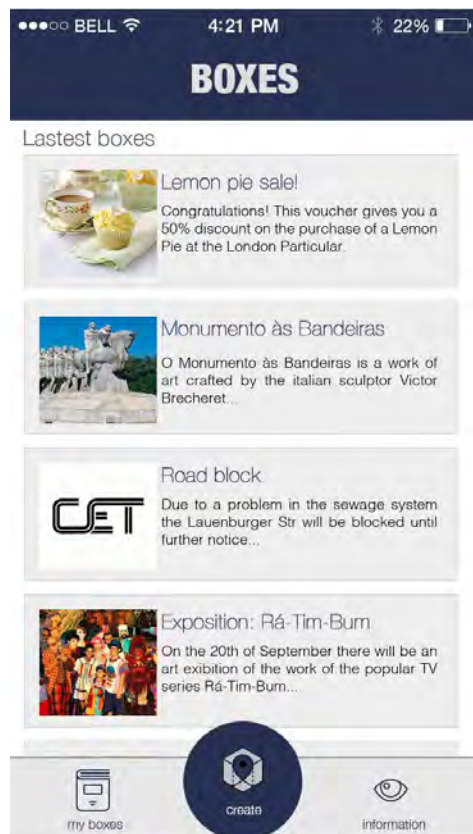 BELL 4:21 PM 22%
BOXES
Lastest boxes
Lemon pie sale!
Congratulations! This voucher gives you a
50% discount on the purchase of a Lemon
Pie at the London Particular.
Monumento às Bandeiras
O Monumento às Bandeiras is a work of
art crafted by the italian sculptor Victor
Brecheret...
CET
Road block
Due to a problem in the sewage system
the Lauenburger Str will be blocked until
further notice...
Exposition: Rá-Tim-Bum
On the 20th of September there will be an
art exibition of the work of the popular TV
series Rá-Tim-Bum...
my boxes
create
information